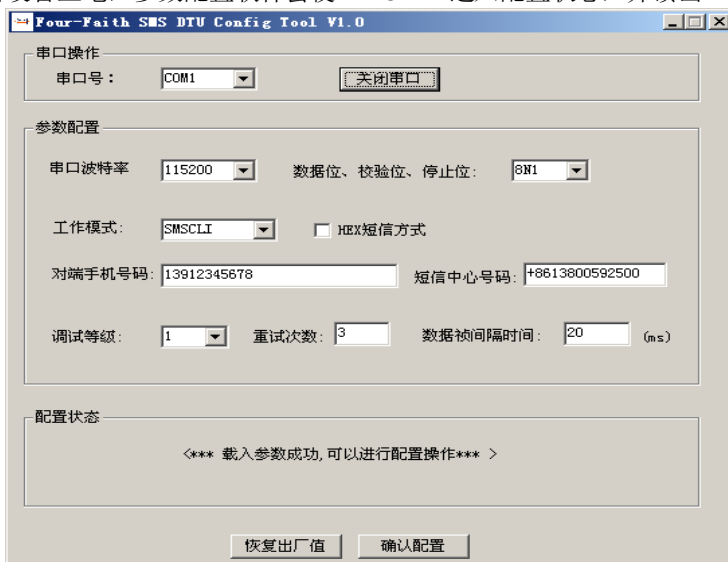 Four-Faith SMS DTU Config Tool V1.0
串口操作
串口号： COM1 关闭串口
参数配置
串口波特率 115200 数据位、校验位、停止位: 8N1
工作模式: SMSCLI HEX短信方式
对端手机号码: 13912345678 短信中心号码: +8613800592500
调试等级: 1 重试次数: 3 数据祯间隔时间: 20 (ms)
配置状态
<*** 载入参数成功,可以进行配置操作*** >
恢复出厂值 确认配置